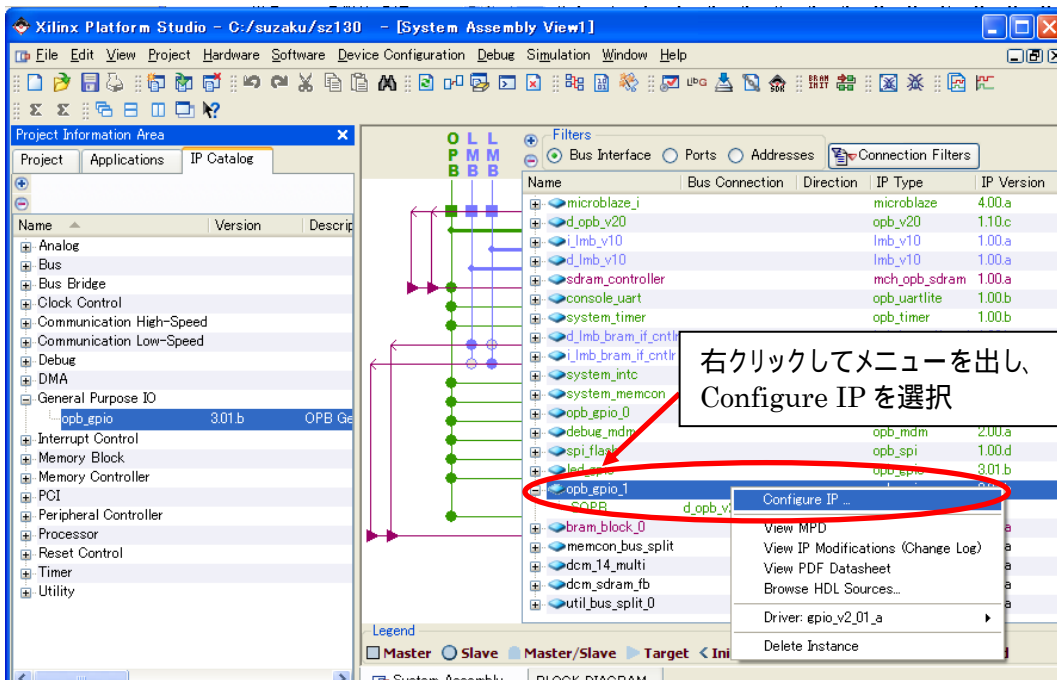 Xilinx Platform Studio - C:/suzaku/sz130 - [System Assembly View1]
File Edit View Project Hardware Software Device Configuration Debug Simulation Window Help
Project Information Area
Project Applications IP Catalog
Name Version Descrip
Analog
Bus
Bus Bridge
Clock Control
Communication High-Speed
Communication Low-Speed
Debug
DMA
General Purpose IO
opb_gpio 3.01.b OPB Ge
Interrupt Control
Memory Block
Memory Controller
PCI
Peripheral Controller
Processor
Reset Control
Timer
Utility
OPB LMB LMB
Filters
Bus Interface Ports Addresses Connection Filters
Name Bus Connection Direction IP Type IP Version
microblaze_i microblaze 4.00.a
d_opb_v20 opb_v20 1.10.c
i_lmb_v10 lmb_v10 1.00.a
d_lmb_v10 lmb_v10 1.00.a
sdram_controller mch_opb_sdram 1.00.a
console_uart opb_uartlite 1.00.b
system_timer opb_timer 1.00.b
d_lmb_bram_if_cntlr
i_lmb_bram_if_cntlr
system_intc
system_memcon
opb_gpio_0
debug_mdm opb_mdm 2.00.a
spi_flash opb_spi 1.00.d
led_gpio opb_gpio 3.01.b
opb_gpio_1
SOPB d_opb_v
bram_block_0
memcon_bus_split
dcm_14_multi
dcm_sdram_fb
util_bus_split_0
右クリックしてメニューを出し、
Configure IP を選択
Configure IP ...
View MPD
View IP Modifications (Change Log)
View PDF Datasheet
Browse HDL Sources...
Driver: gpio_v2_01_a
Delete Instance
Legend
Master Slave Master/Slave Target Ini
System Assembly BLOCK DIAGRAM